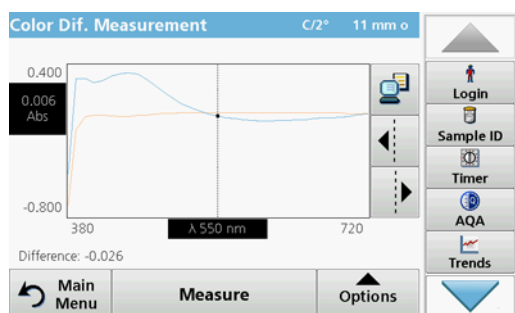 Color Dif. Measurement C/2° 11 mm o
0.400
0.006
Abs
-0.800
380 λ 550 nm 720
Difference: -0.026
Main
Menu
Measure
Options
Login
Sample ID
Timer
AQA
Trends